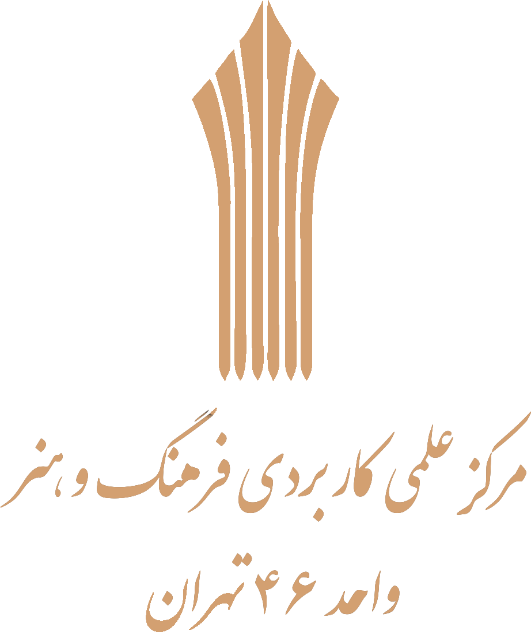 مرکز علمی کاربردی فرهنگ و هنر
واحد ۴۶ تهران